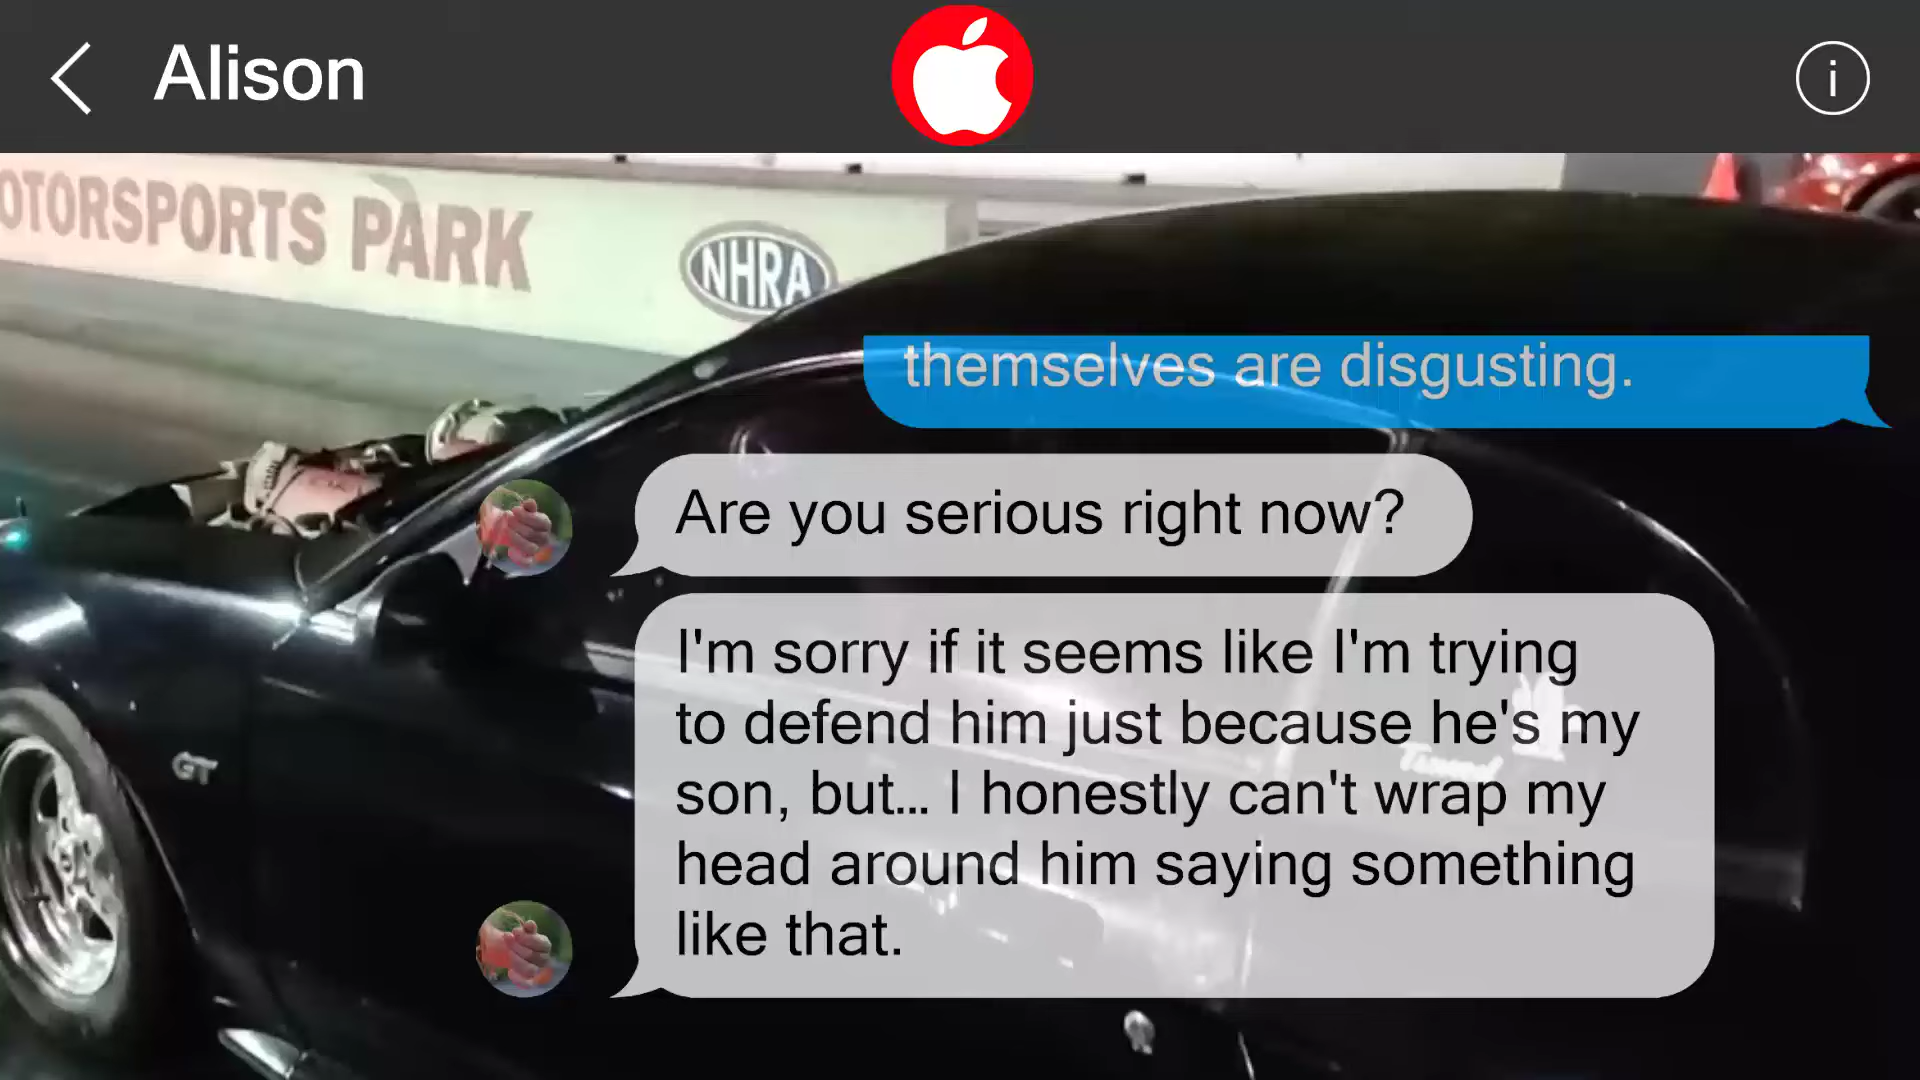 Alison
i
OTORSPORTS PARK
NHRA
themselves are disgusting.
Are you serious right now?
I'm sorry if it seems like I'm trying
to defend him just because he's my
son, but... I honestly can't wrap my
head around him saying something
like that.
GT